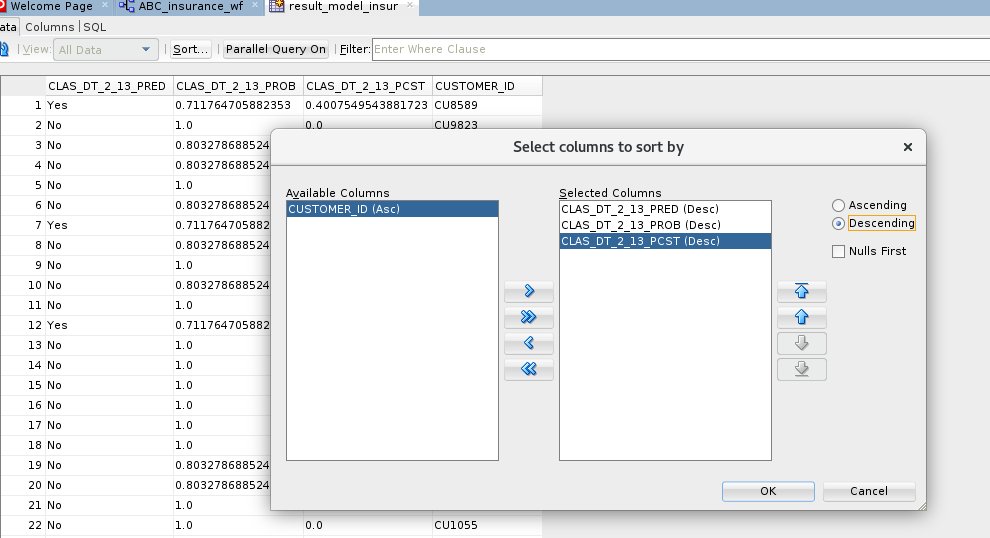 Welcome Page ABC_insurance_wf result_model_insur
ata Columns SQL
View: All Data Sort... Parallel Query On Filter: Enter Where Clause
CLAS_DT_2_13_PRED CLAS_DT_2_13_PROB CLAS_DT_2_13_PCST CUSTOMER_ID
1 Yes 0.711764705882353 0.4007549543881723 CU8589
2 No 1.0 0.0 CU9823
3 No 0.803278688524
4 No 0.803278688524
5 No 1.0
6 No 0.803278688524
7 Yes 0.711764705882
8 No 0.803278688524
9 No 1.0
10 No 0.803278688524
11 No 1.0
12 Yes 0.711764705882
13 No 1.0
14 No 1.0
15 No 1.0
16 No 1.0
17 No 1.0
18 No 1.0
19 No 0.803278688524
20 No 0.803278688524
21 No 1.0
22 No 1.0 0.0 CU1055
Select columns to sort by
Available Columns
CUSTOMER_ID (Asc)
Selected Columns
CLAS_DT_2_13_PRED (Desc)
CLAS_DT_2_13_PROB (Desc)
CLAS_DT_2_13_PCST (Desc)
Ascending
Descending
Nulls First
OK Cancel